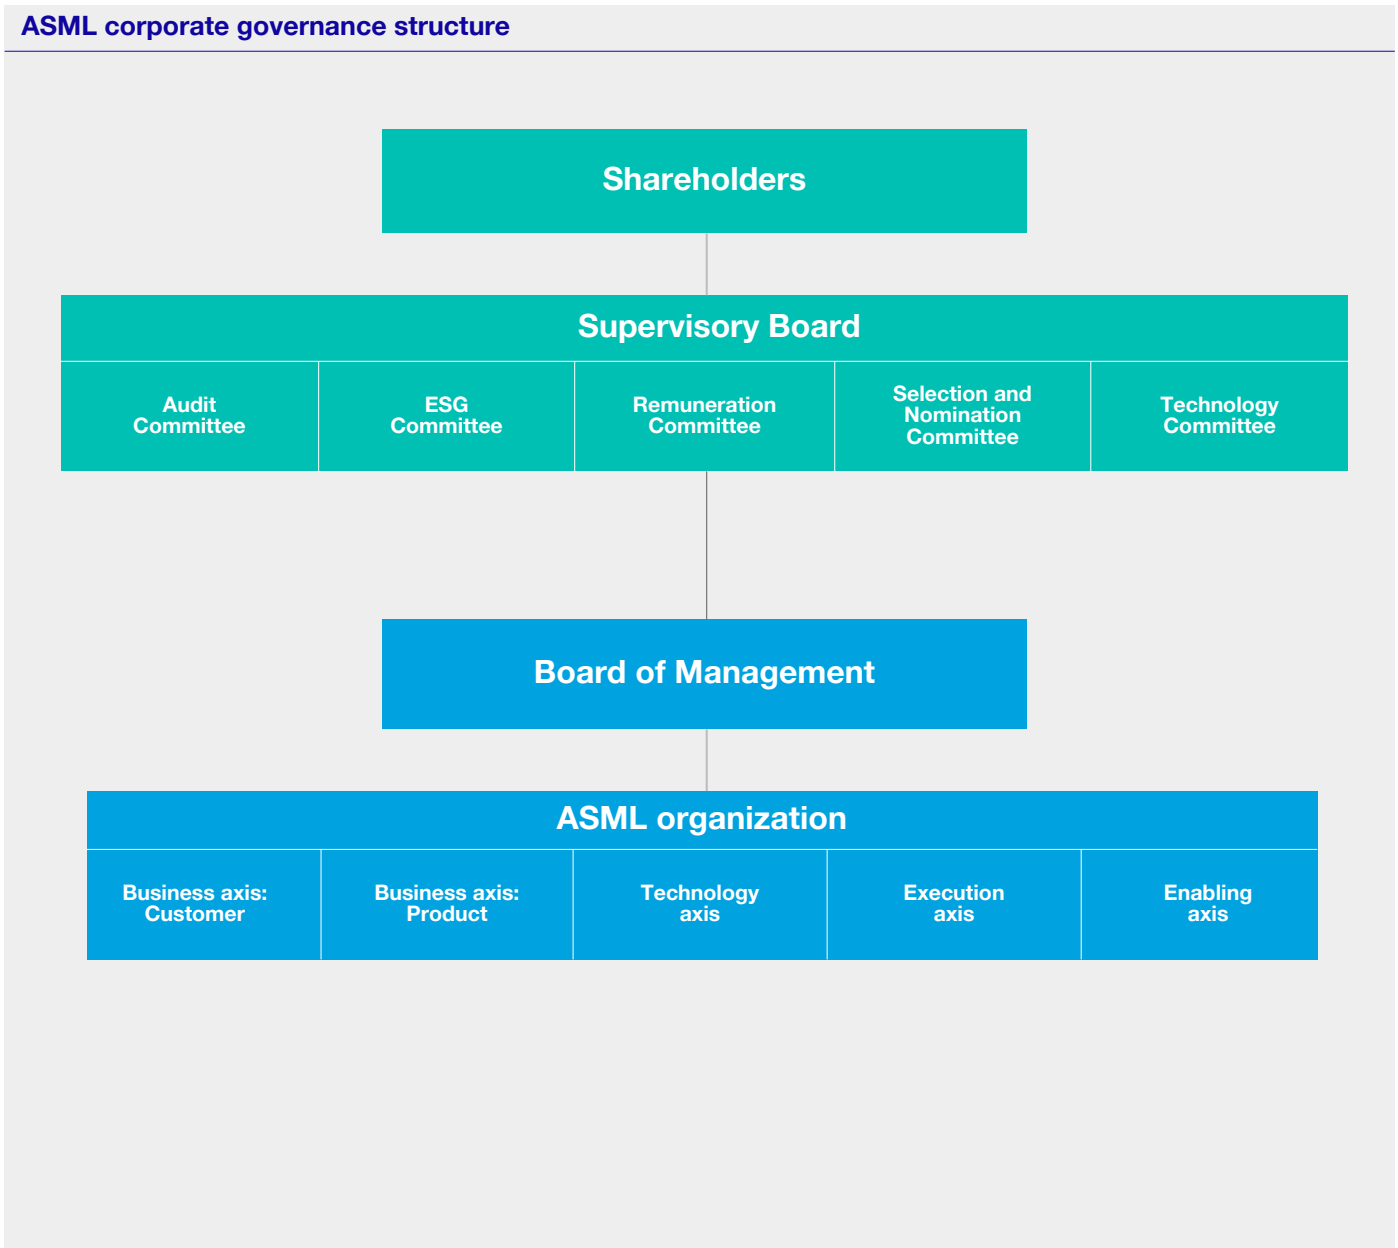 ASML corporate governance structure
Shareholders
Supervisory Board
Audit
Committee
ESG
Committee
Remuneration
Committee
Selection and
Nomination
Committee
Technology
Committee
Board of Management
ASML organization
Business axis:
Customer
Business axis:
Product
Technology
axis
Execution
axis
Enabling
axis